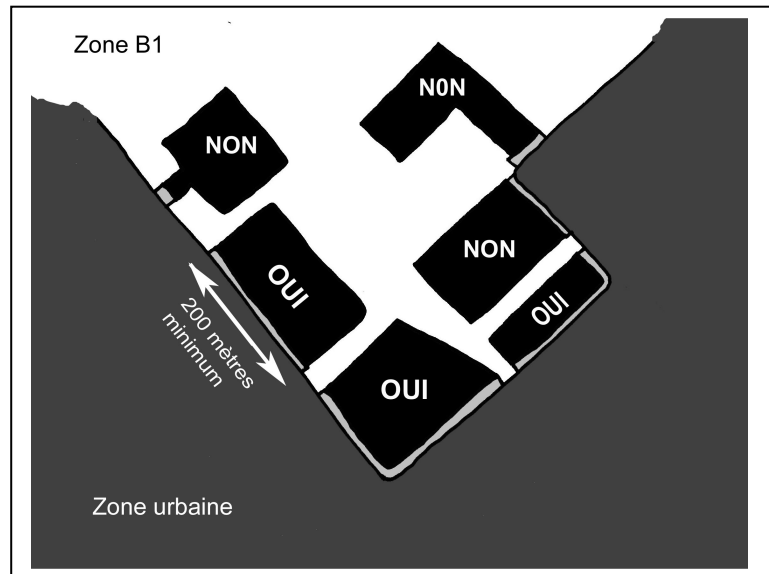 Zone B1
N0N
NON
NON
OUI
OUI
200 mètres
minimum
OUI
Zone urbaine